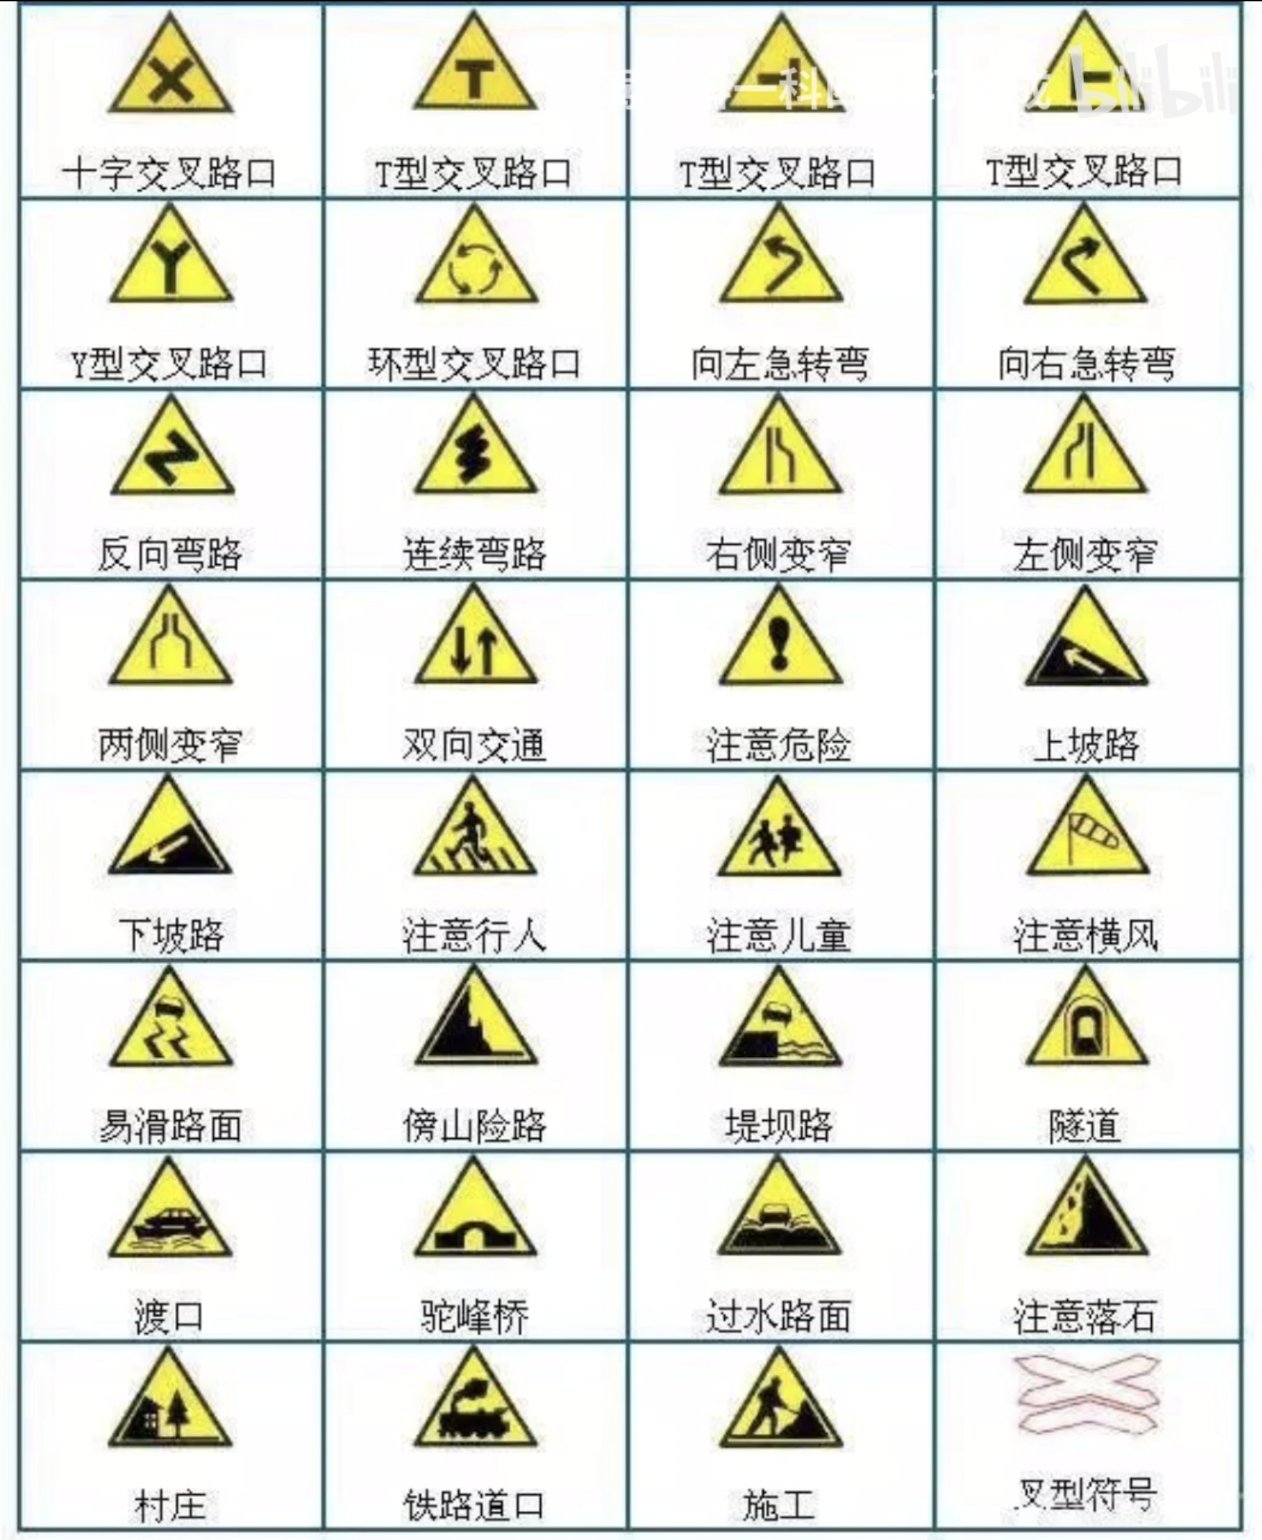 bilibili
十字交叉路口
T型交叉路口
T型交叉路口
T型交叉路口
Y型交叉路口
环型交叉路口
向左急转弯
向右急转弯
反向弯路
连续弯路
右侧变窄
左侧变窄
两侧变窄
双向交通
注意危险
上坡路
下坡路
注意行人
注意儿童
注意横风
易滑路面
傍山险路
堤坝路
隧道
渡口
驼峰桥
过水路面
注意落石
村庄
铁路道口
施工
叉型符号